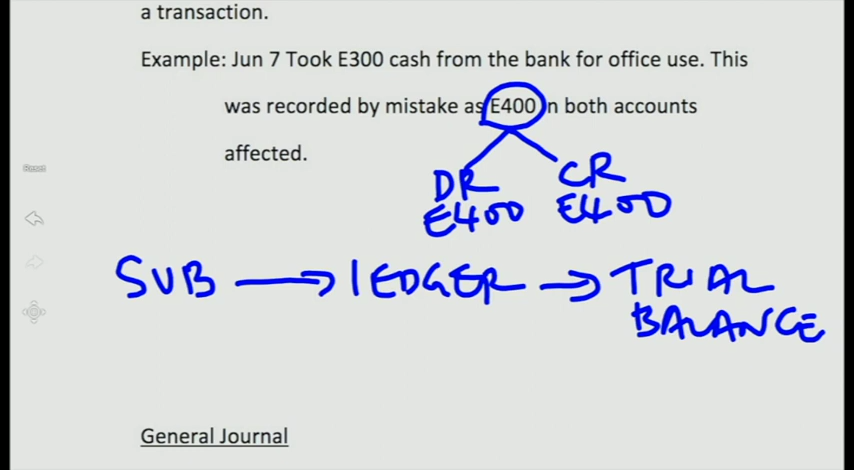 a transaction.
Example: Jun 7 Took E300 cash from the bank for office use. This
was recorded by mistake as E400 in both accounts
affected.
DR CR
E400 E400
SUB LEDGER TRIAL
BALANCE
General Journal
Reset